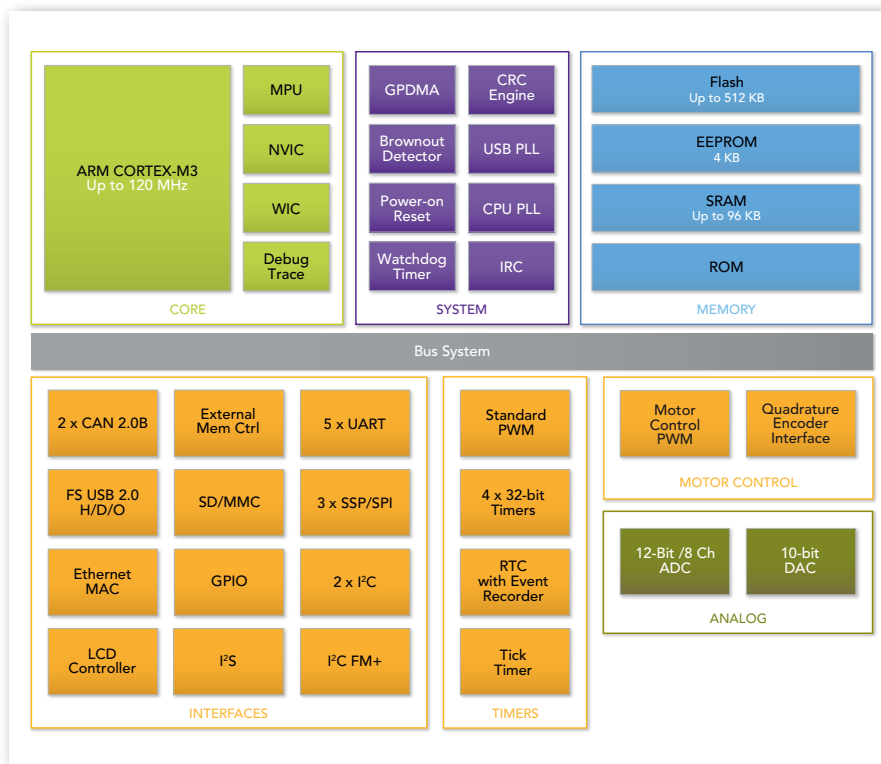 ARM CORTEX-M3
Up to 120 MHz
MPU
NVIC
WIC
Debug
Trace
CORE
GPDMA
CRC
Engine
Brownout
Detector
USB PLL
Power-on
Reset
CPU PLL
Watchdog
Timer
IRC
SYSTEM
Flash
Up to 512 KB
EEPROM
4 KB
SRAM
Up to 96 KB
ROM
MEMORY
Bus System
2 x CAN 2.0B
External
Mem Ctrl
5 x UART
FS USB 2.0
H/D/O
SD/MMC
3 x SSP/SPI
Ethernet
MAC
GPIO
2 x I²C
LCD
Controller
I²S
I²C FM+
INTERFACES
Standard
PWM
4 x 32-bit
Timers
RTC
with Event
Recorder
Tick
Timer
TIMERS
Motor
Control
PWM
Quadrature
Encoder
Interface
MOTOR CONTROL
12-Bit /8 Ch
ADC
10-bit
DAC
ANALOG